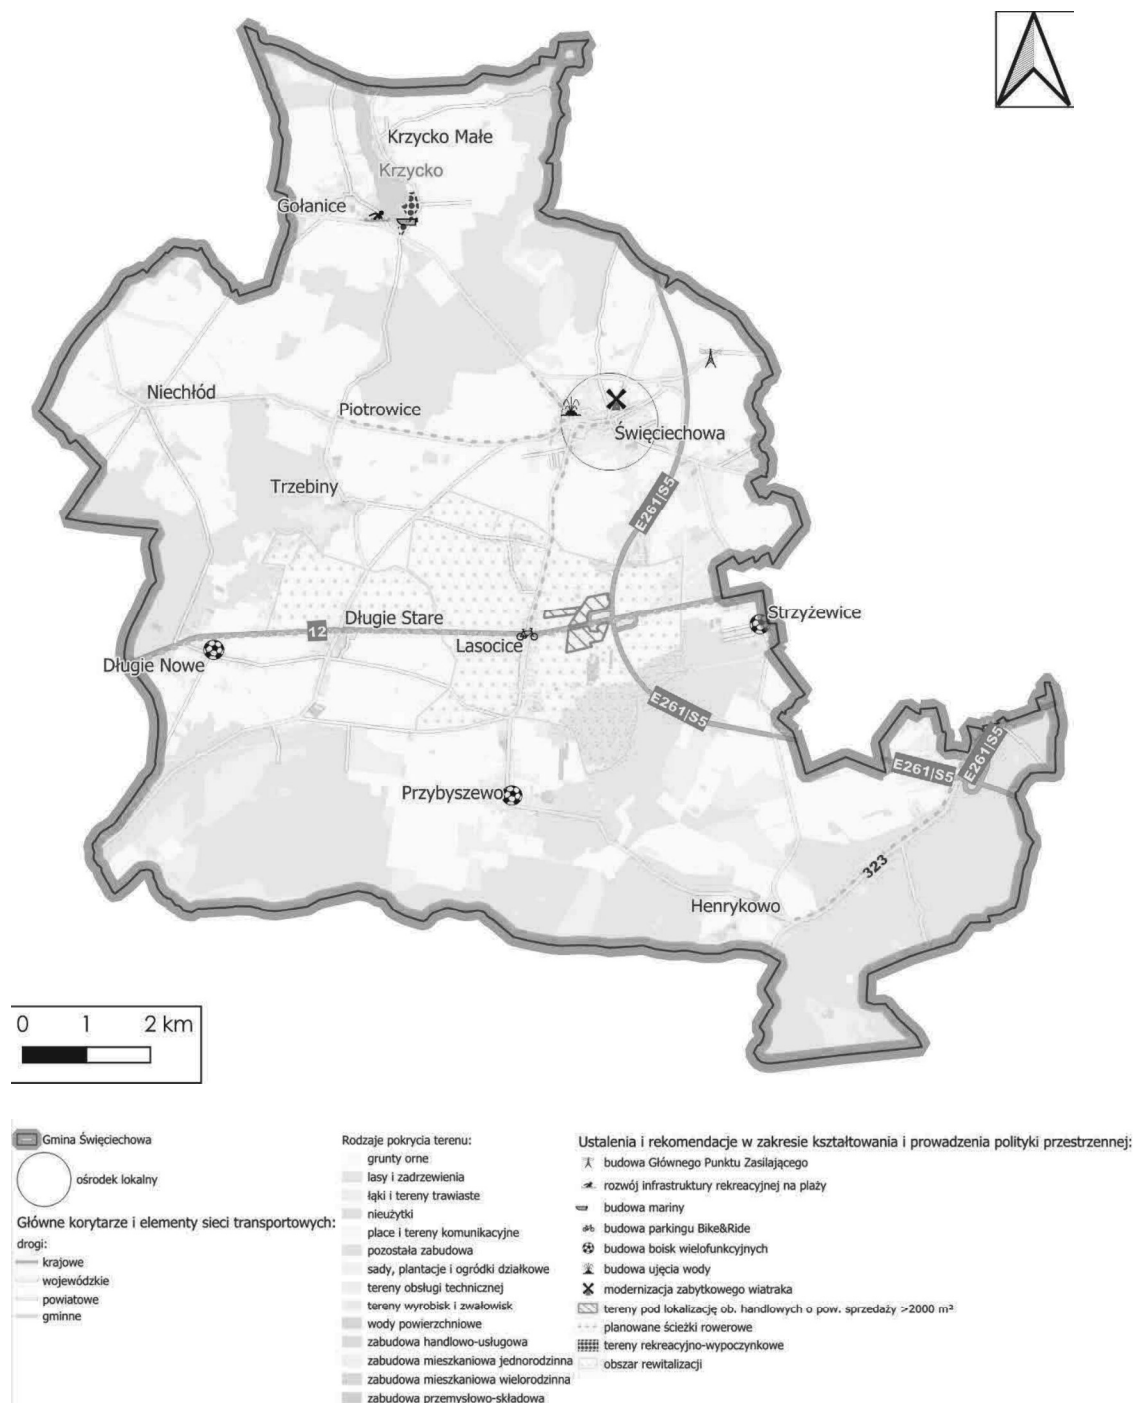 Krzycko Małe
Krzycko
Gołanice
Niechłód
Piotrowice
Święciechowa
Trzebiny
E261|S5
Długie Stare
Strzyżewice
12
Lasocice
Długie Nowe
E261|S5
E261|S5
E261|S5
Przybyszewo
323
Henrykowo
0 1 2 km
Gmina Święciechowa
ośrodek lokalny
Główne korytarze i elementy sieci transportowych:
drogi:
krajowe
wojewódzkie
powiatowe
gminne
Rodzaje pokrycia terenu:
grunty orne
lasy i zadrzewienia
łąki i tereny trawiaste
nieużytki
place i tereny komunikacyjne
pozostała zabudowa
sady, plantacje i ogródki działkowe
tereny obsługi technicznej
tereny wyrobisk i zwałowisk
wody powierzchniowe
zabudowa handlowo-usługowa
zabudowa mieszkaniowa jednorodzinna
zabudowa mieszkaniowa wielorodzinna
zabudowa przemysłowo-składowa
Ustalenia i rekomendacje w zakresie kształtowania i prowadzenia polityki przestrzennej:
budowa Głównego Punktu Zasilającego
rozwój infrastruktury rekreacyjnej na plaży
budowa mariny
budowa parkingu Bike&Ride
budowa boisk wielofunkcyjnych
budowa ujęcia wody
modernizacja zabytkowego wiatraka
tereny pod lokalizację ob. handlowych o pow. sprzedaży >2000 m²
planowane ścieżki rowerowe
tereny rekreacyjno-wypoczynkowe
obszar rewitalizacji